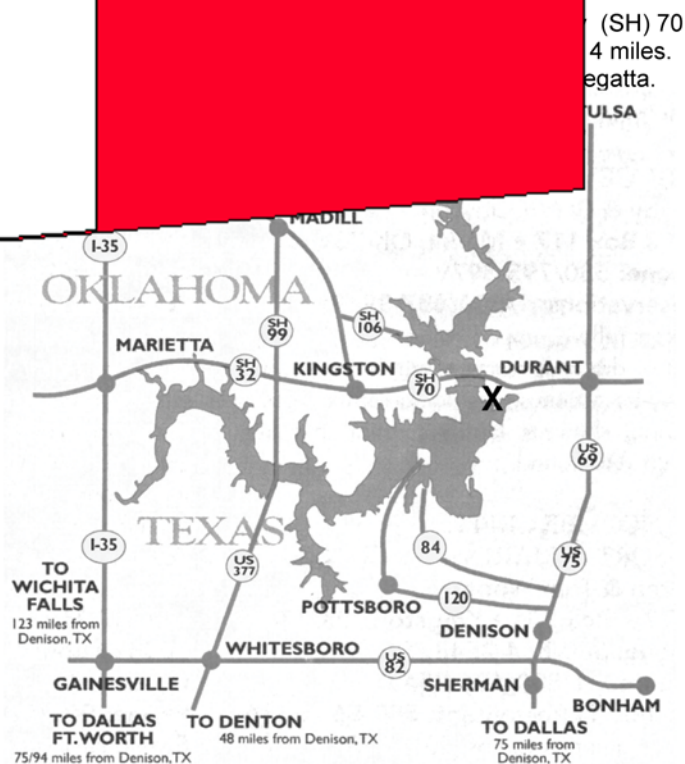 (SH) 70
4 miles.
egatta.
ULSA
MADILL
I-35
OKLAHOMA
SH
106
SH
99
MARIETTA
SH
32
KINGSTON
DURANT
SH
70
X
US
69
TEXAS
I-35
84
US
75
TO
WICHITA
FALLS
123 miles from
Denison, TX
US
377
POTTSBORO
120
DENISON
WHITESBORO
US
82
GAINESVILLE
SHERMAN
BONHAM
TO DALLAS
FT.WORTH
75/94 miles from Denison, TX
TO DENTON
48 miles from Denison, TX
TO DALLAS
75 miles from
Denison, TX